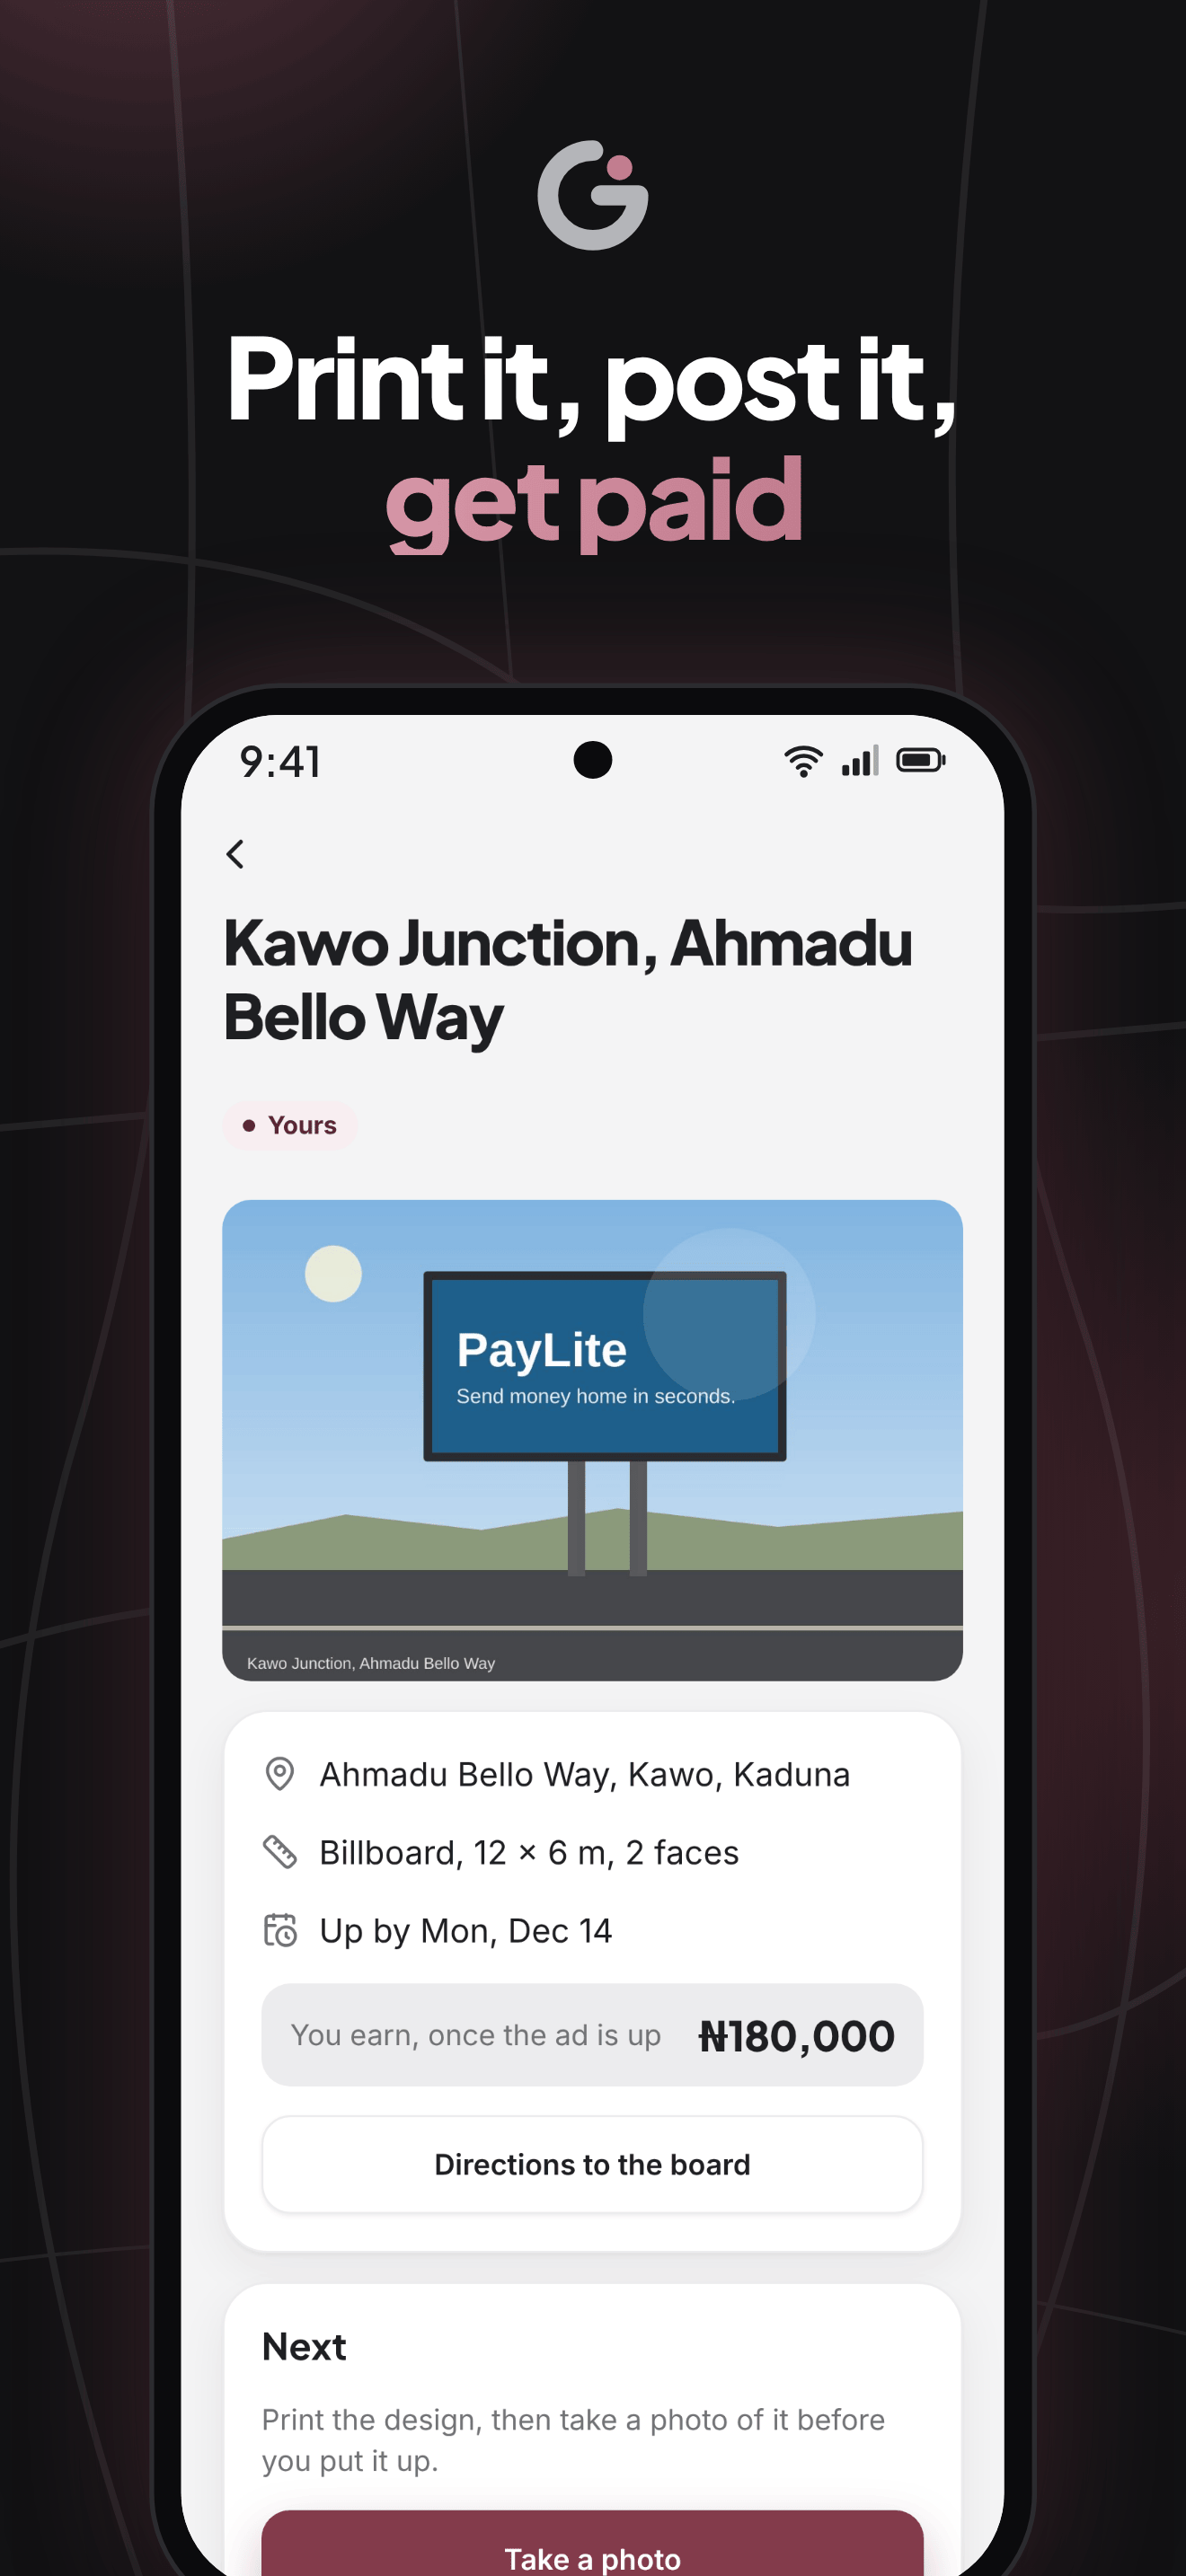 Print it, post it,
get paid
9:41
Kawo Junction, Ahmadu
Bello Way
Yours
PayLite
Send money home in seconds.
Kawo Junction, Ahmadu Bello Way
Ahmadu Bello Way, Kawo, Kaduna
Billboard, 12 × 6 m, 2 faces
Up by Mon, Dec 14
You earn, once the ad is up ₦180,000
Directions to the board
Next
Print the design, then take a photo of it before
you put it up.
Take a photo